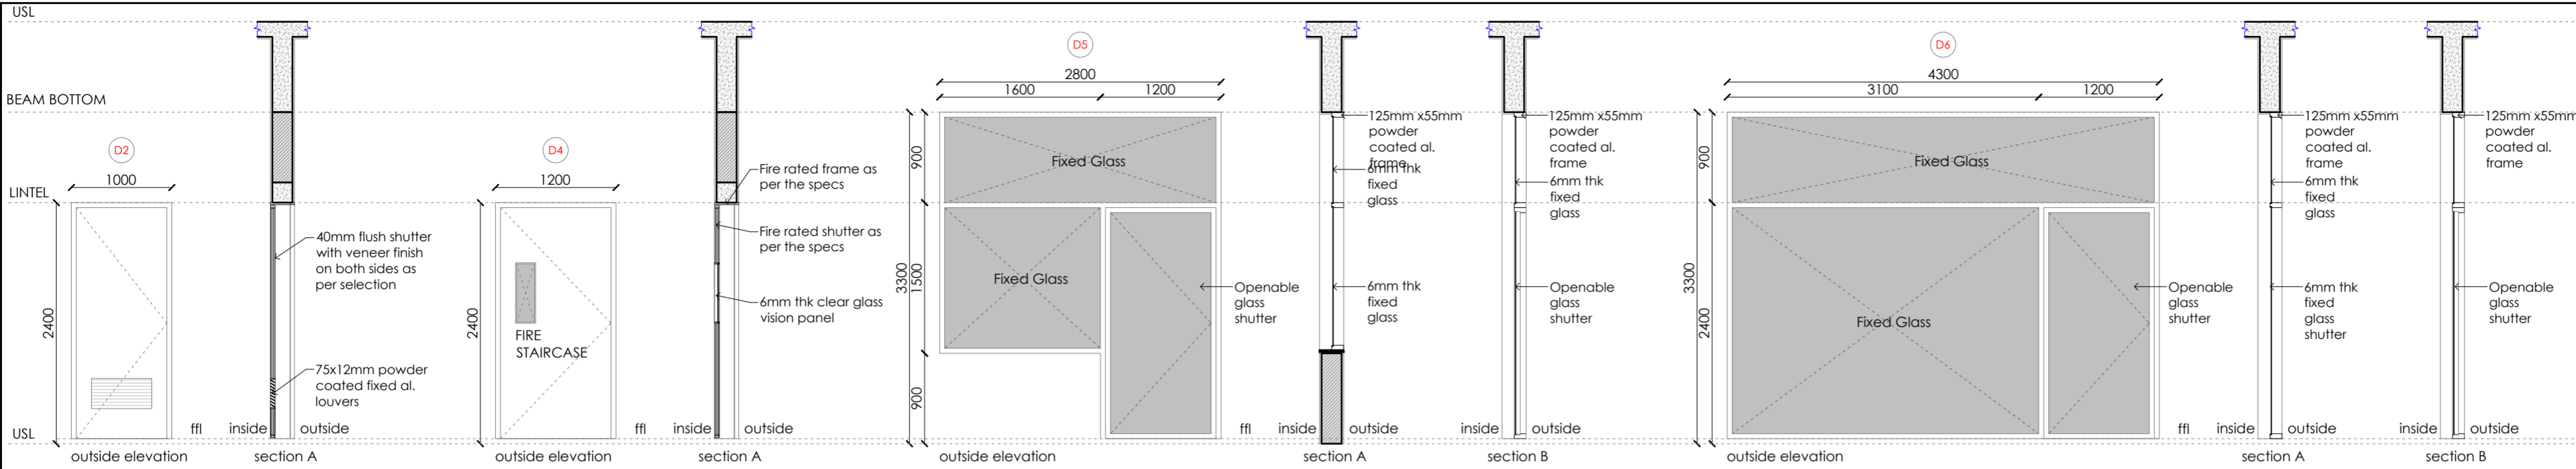 USL
BEAM BOTTOM
LINTEL
USL
D2
1000
2400
40mm flush shutter
with veneer finish
on both sides as
per selection
75x12mm powder
coated fixed al.
louvers
ffl
inside
outside
outside elevation
section A
D4
1200
2400
FIRE
STAIRCASE
Fire rated frame as
per the specs
Fire rated shutter as
per the specs
6mm thk clear glass
vision panel
ffl
inside
outside
outside elevation
section A
D5
2800
1600
1200
900
3300
1500
900
Fixed Glass
Fixed Glass
Openable
glass
shutter
125mm x55mm
powder
coated al.
frame
6mm thk
fixed
glass
6mm thk
fixed
glass
ffl
inside
outside
outside elevation
section A
125mm x55mm
powder
coated al.
frame
6mm thk
fixed
glass
Openable
glass
shutter
inside
outside
section B
D6
4300
3100
1200
900
3300
2400
Fixed Glass
Fixed Glass
Openable
glass
shutter
125mm x55mm
powder
coated al.
frame
6mm thk
fixed
glass
6mm thk
fixed
glass
shutter
ffl
inside
outside
outside elevation
section A
125mm x55mm
powder
coated al.
frame
Openable
glass
shutter
inside
outside
section B